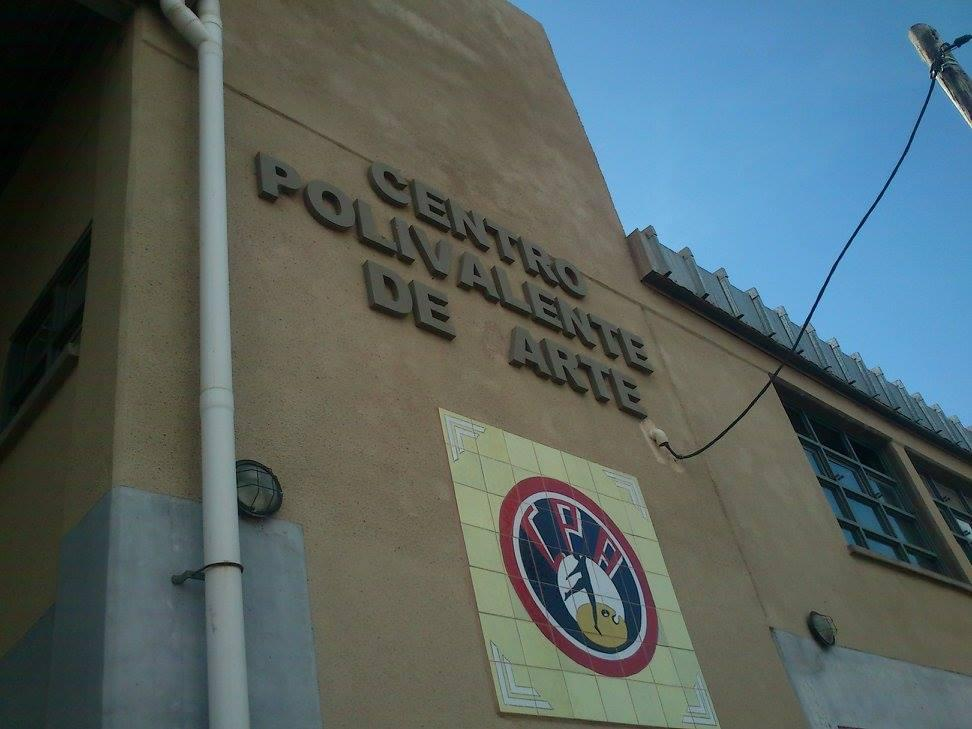 CENTRO
POLIVALENTE
DE ARTE
CPA